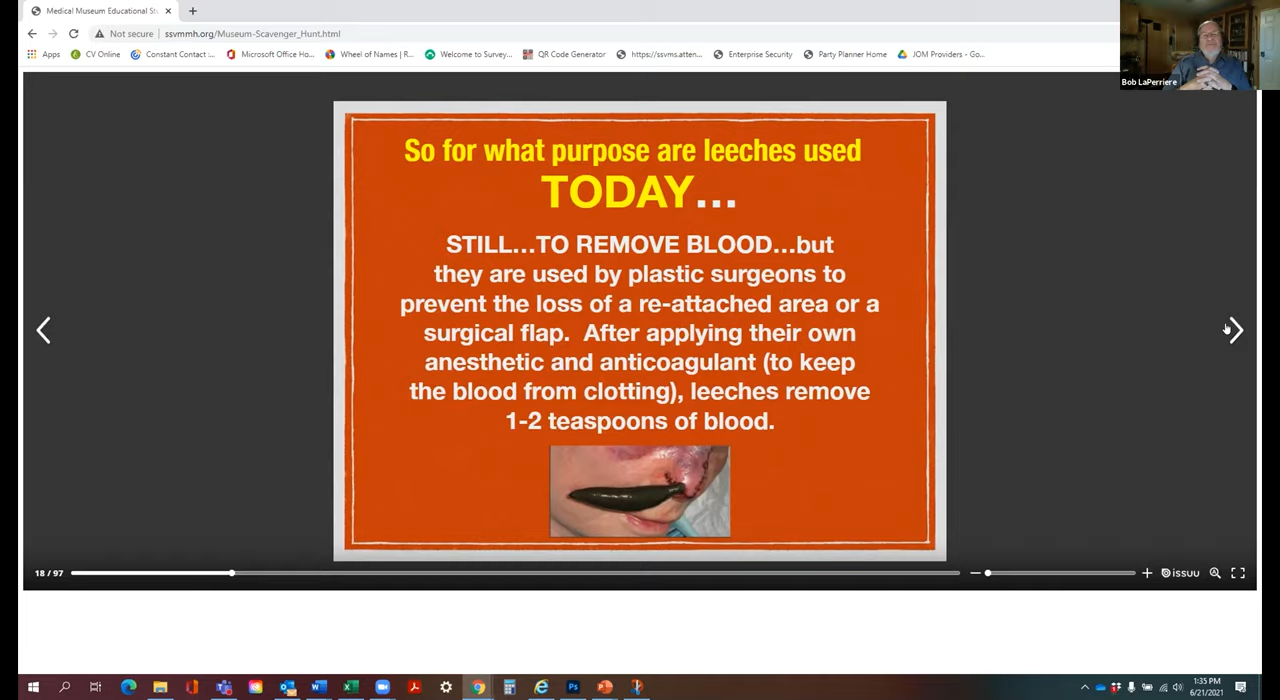 Medical Museum Educational St
Not secure
ssvmmh.org/Museum-Scavenger_Hunt.html
Apps
CV Online
Constant Contact :...
Microsoft Office Ho...
Wheel of Names | R...
Welcome to Survey...
QR Code Generator
https://ssvms.atten...
Enterprise Security
Party Planner Home
JOM Providers - Go...
Bob LaPerriere
So for what purpose are leeches used
TODAY...
STILL...TO REMOVE BLOOD...but
they are used by plastic surgeons to
prevent the loss of a re-attached area or a
surgical flap. After applying their own
anesthetic and anticoagulant (to keep
the blood from clotting), leeches remove
1-2 teaspoons of blood.
18 / 97
issuu
1:35 PM
6/21/2021